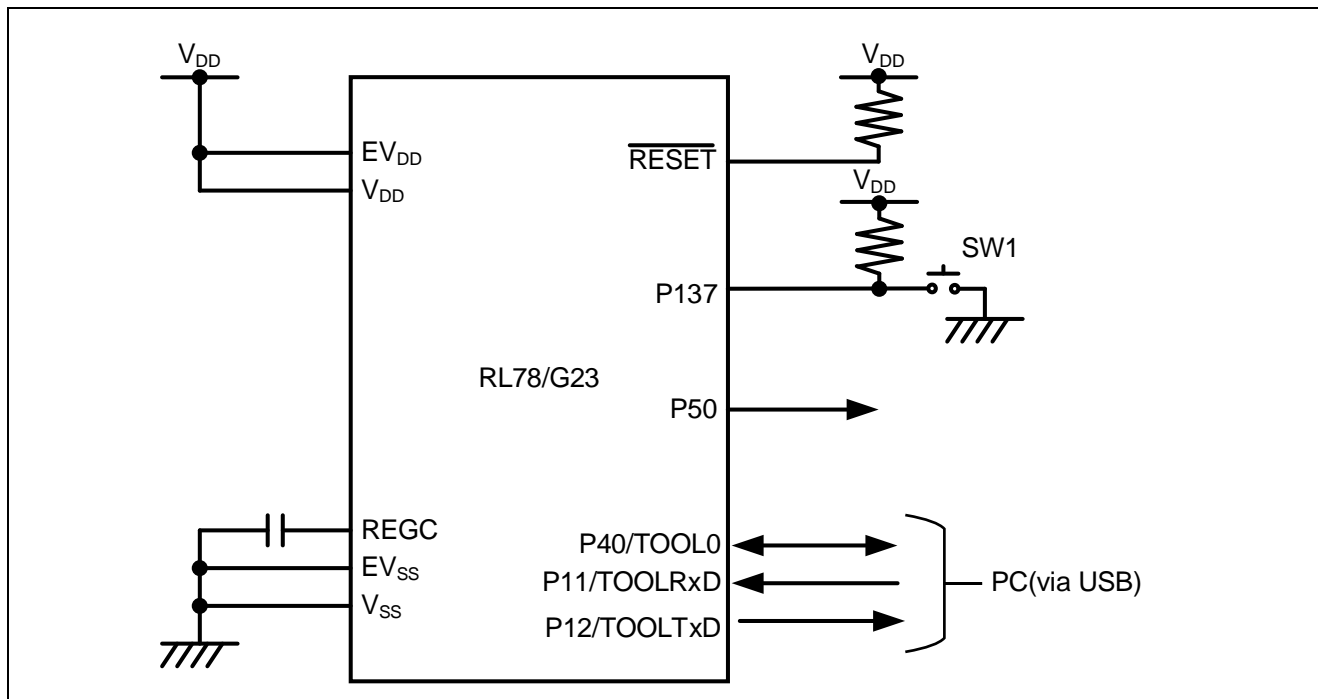 VDD
EVDD
VDD
REGC
EVSS
VSS
RL78/G23
RESET
P137
P50
P40/TOOL0
P11/TOOLRxD
P12/TOOLTxD
VDD
VDD
SW1
PC(via USB)